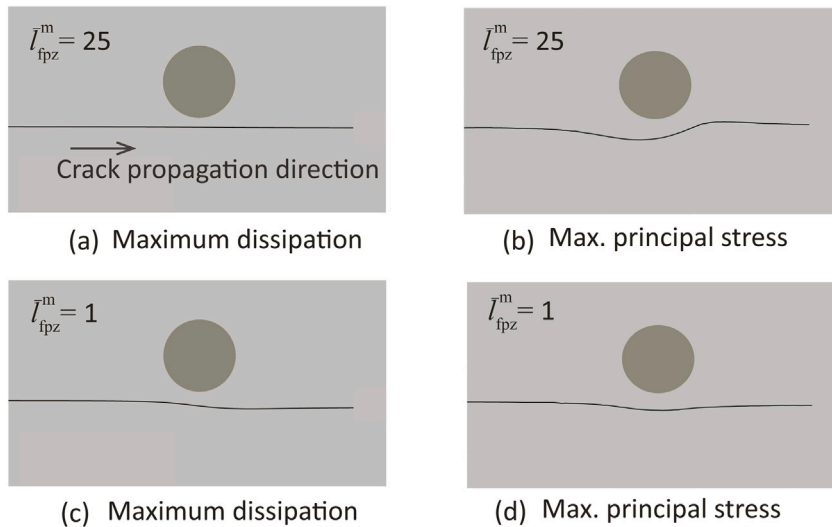 l̄ᵐ_fpz = 25
l̄ᵐ_fpz = 25
Crack propagation direction
(a) Maximum dissipation
(b) Max. principal stress
l̄ᵐ_fpz = 1
l̄ᵐ_fpz = 1
(c) Maximum dissipation
(d) Max. principal stress